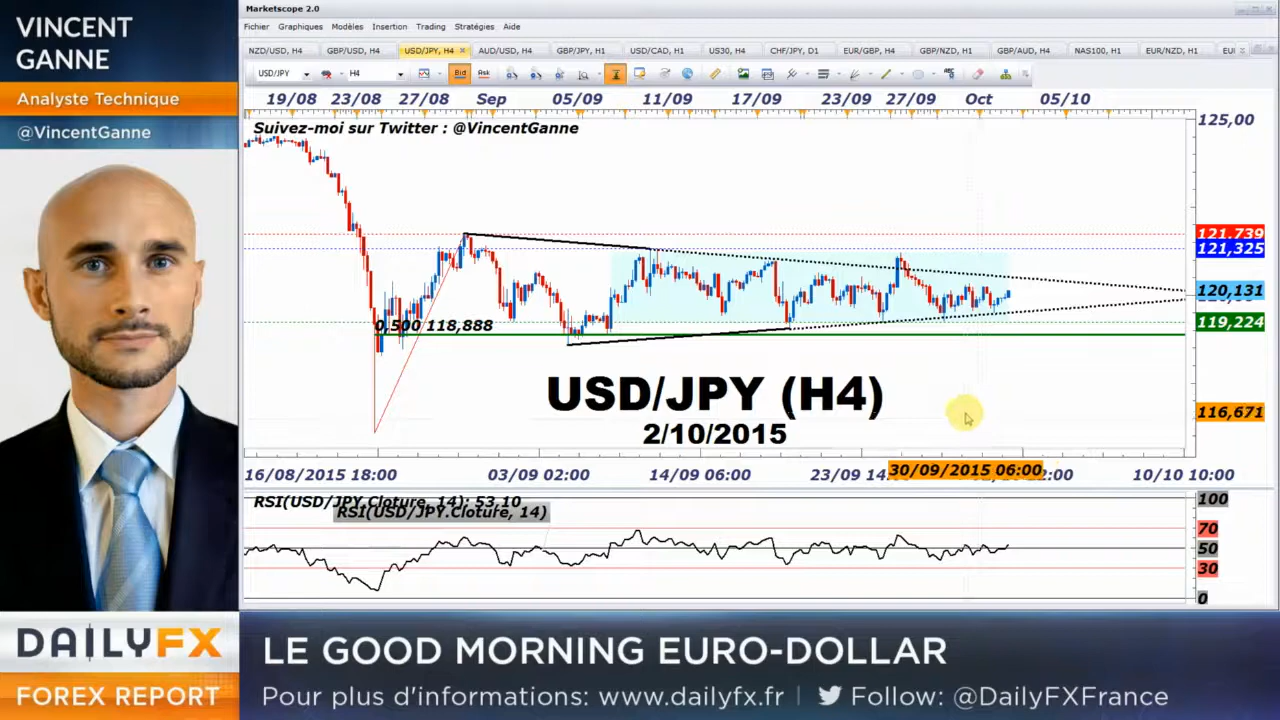 VINCENT
GANNE
Analyste Technique
@VincentGanne
Marketscope 2.0
Fichier Graphiques Modèles Insertion Trading Stratégies Aide
NZD/USD, H4 GBP/USD, H4 USD/JPY, H4 AUD/USD, H4 GBP/JPY, H1 USD/CAD, H1 US30, H4 CHF/JPY, D1 EUR/GBP, H4 GBP/NZD, H1 GBP/AUD, H4 NAS100, H1 EUR/NZD, H1
USD/JPY H4 Bid Ask
19/08 23/08 27/08 Sep 05/09 11/09 17/09 23/09 27/09 Oct 05/10
Suivez-moi sur Twitter : @VincentGanne
125,00
121,739
121,325
120,131
119,224
0,500 118,888
USD/JPY (H4)
2/10/2015
116,671
16/08/2015 18:00 03/09 02:00 14/09 06:00 30/09/2015 06:00 10/10 10:00
RSI(USD/JPY.Cloture, 14): 53,10
RSI(USD/JPY.Cloture, 14)
100
70
50
30
0
DAILYFX
FOREX REPORT
LE GOOD MORNING EURO-DOLLAR
Pour plus d'informations: www.dailyfx.fr | Follow: @DailyFXFrance